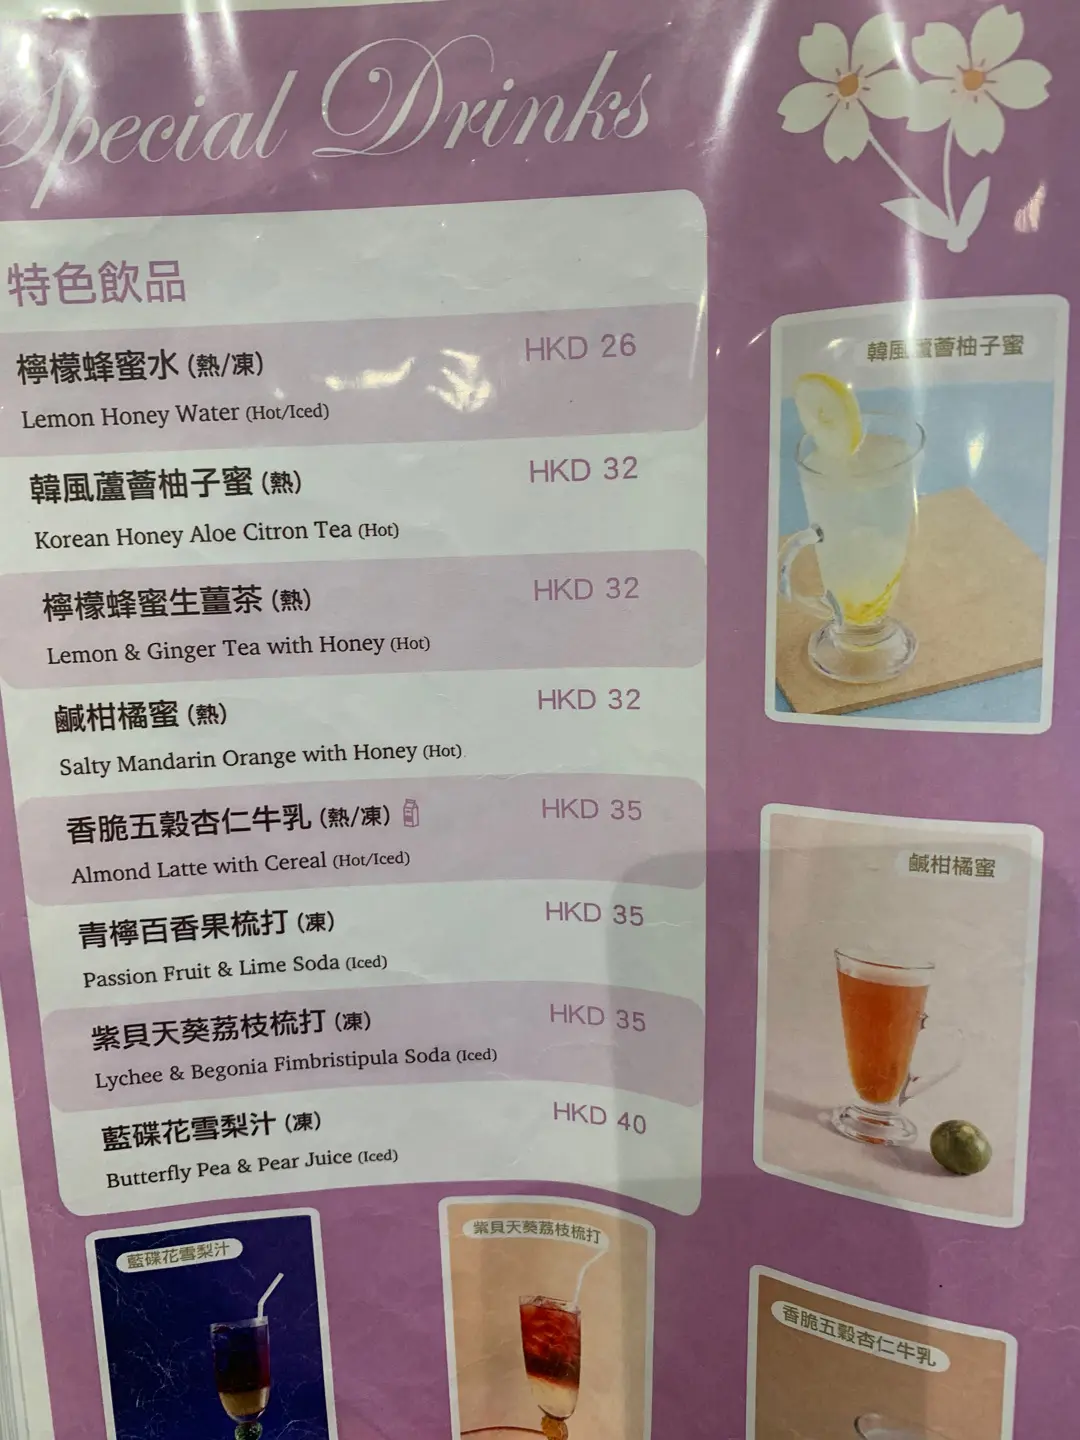 Special Drinks
特色飲品
檸檬蜂蜜水 (熱/凍) HKD 26
Lemon Honey Water (Hot/Iced)
韓風蘆薈柚子蜜 (熱) HKD 32
Korean Honey Aloe Citron Tea (Hot)
檸檬蜂蜜生薑茶 (熱) HKD 32
Lemon & Ginger Tea with Honey (Hot)
鹹柑橘蜜 (熱) HKD 32
Salty Mandarin Orange with Honey (Hot)
香脆五穀杏仁牛乳 (熱/凍) HKD 35
Almond Latte with Cereal (Hot/Iced)
青檸百香果梳打 (凍) HKD 35
Passion Fruit & Lime Soda (Iced)
紫貝天葵荔枝梳打 (凍) HKD 35
Lychee & Begonia Fimbristipula Soda (Iced)
藍碟花雪梨汁 (凍) HKD 40
Butterfly Pea & Pear Juice (Iced)
韓風蘆薈柚子蜜
鹹柑橘蜜
藍碟花雪梨汁
紫貝天葵荔枝梳打
香脆五穀杏仁牛乳